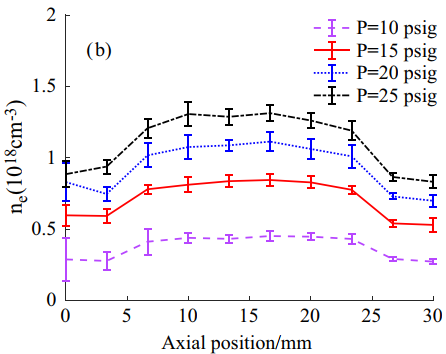 2
(b)
P=10 psig
P=15 psig
P=20 psig
P=25 psig
1.5
1
0.5
0
nₑ(10¹⁸cm⁻³)
0 5 10 15 20 25 30
Axial position/mm